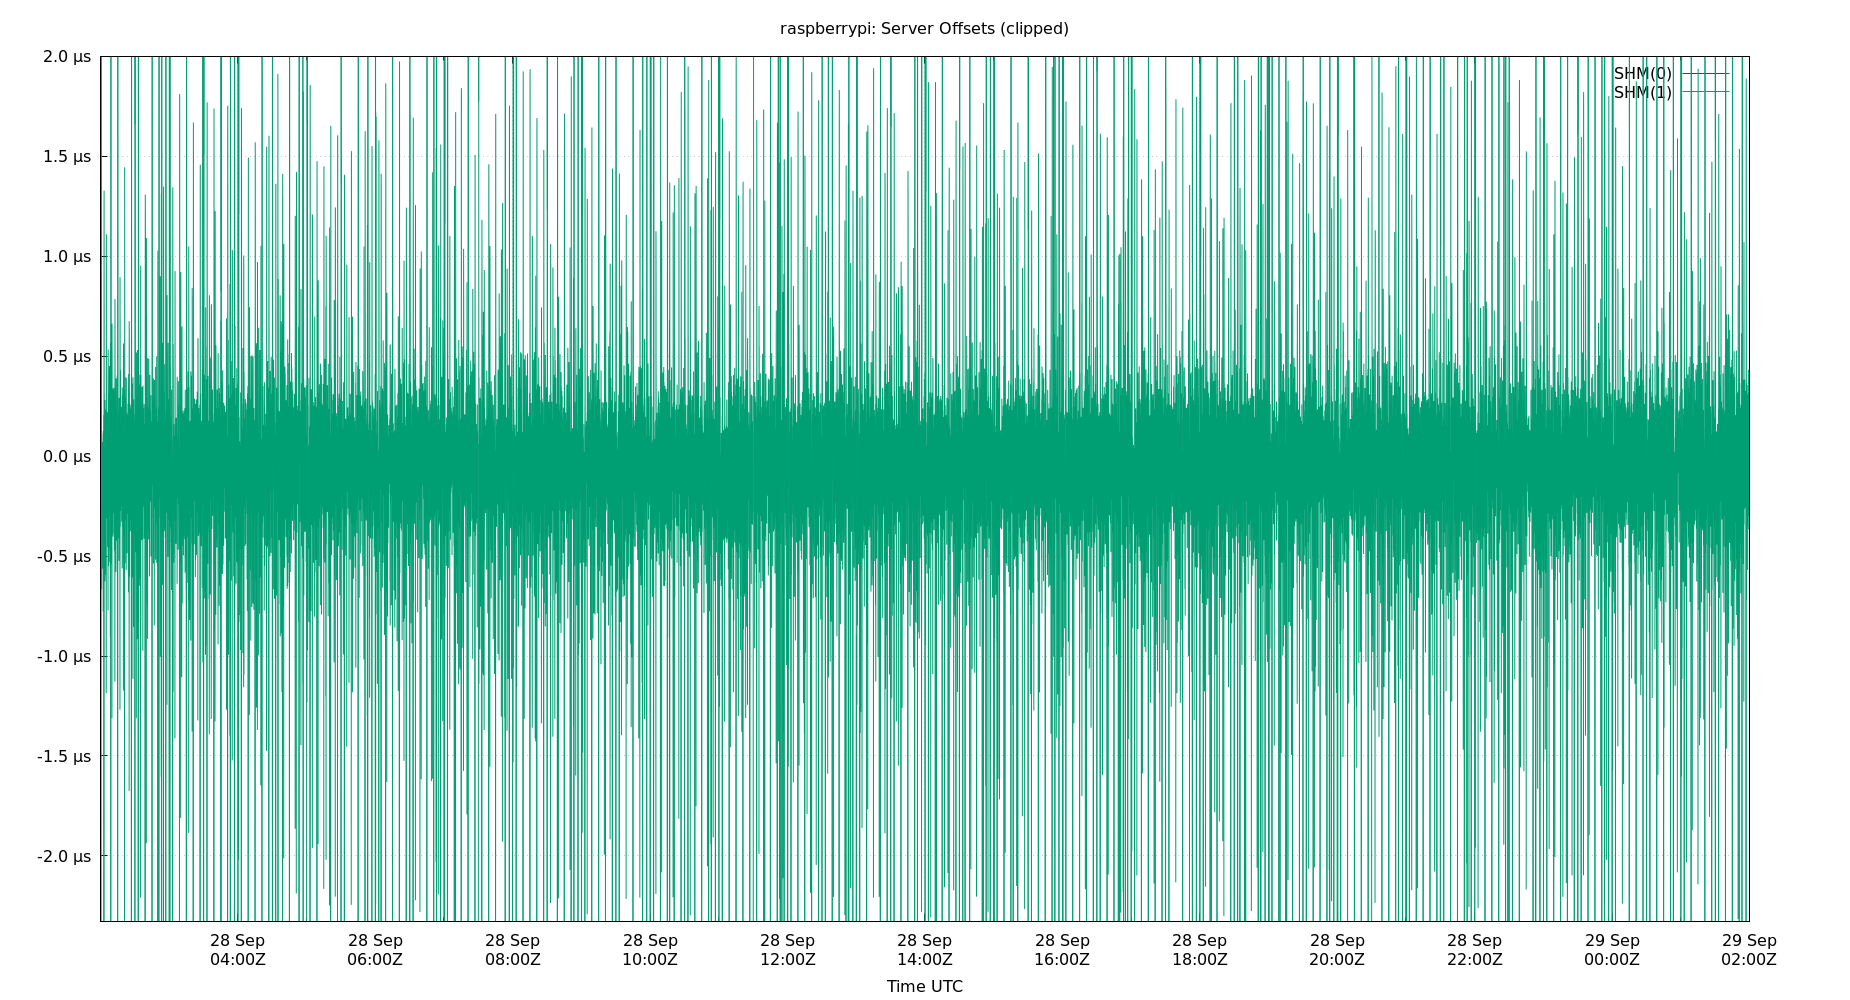 raspberrypi: Server Offsets (clipped)
2.0 µs
1.5 µs
1.0 µs
0.5 µs
0.0 µs
-0.5 µs
-1.0 µs
-1.5 µs
-2.0 µs
SHM(0)
SHM(1)
28 Sep 28 Sep 28 Sep 28 Sep 28 Sep 28 Sep 28 Sep 28 Sep 28 Sep 28 Sep 29 Sep 29 Sep
04:00Z 06:00Z 08:00Z 10:00Z 12:00Z 14:00Z 16:00Z 18:00Z 20:00Z 22:00Z 00:00Z 02:00Z
Time UTC